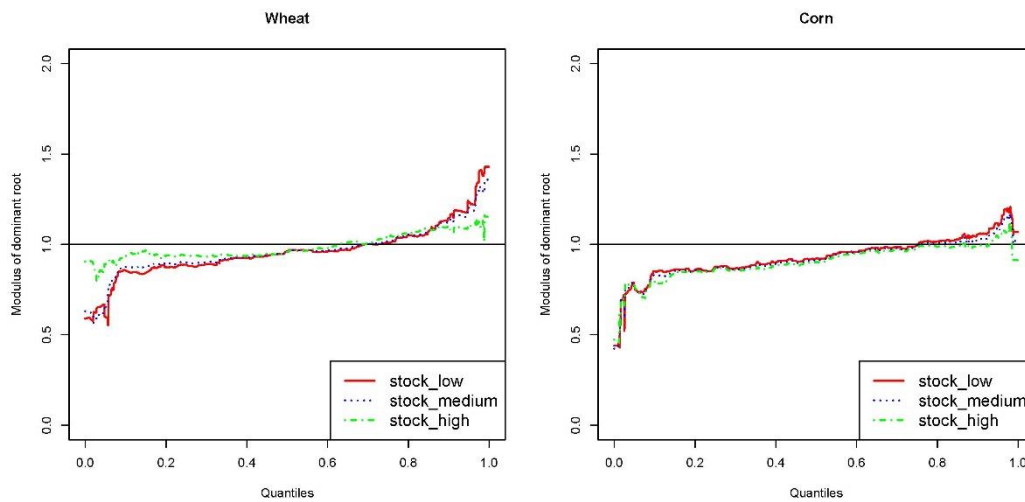 Wheat
Modulus of dominant root
2.0
1.5
1.0
0.5
0.0
stock_low
stock_medium
stock_high
0.0 0.2 0.4 0.6 0.8 1.0
Quantiles
Corn
Modulus of dominant root
2.0
1.5
1.0
0.5
0.0
stock_low
stock_medium
stock_high
0.0 0.2 0.4 0.6 0.8 1.0
Quantiles